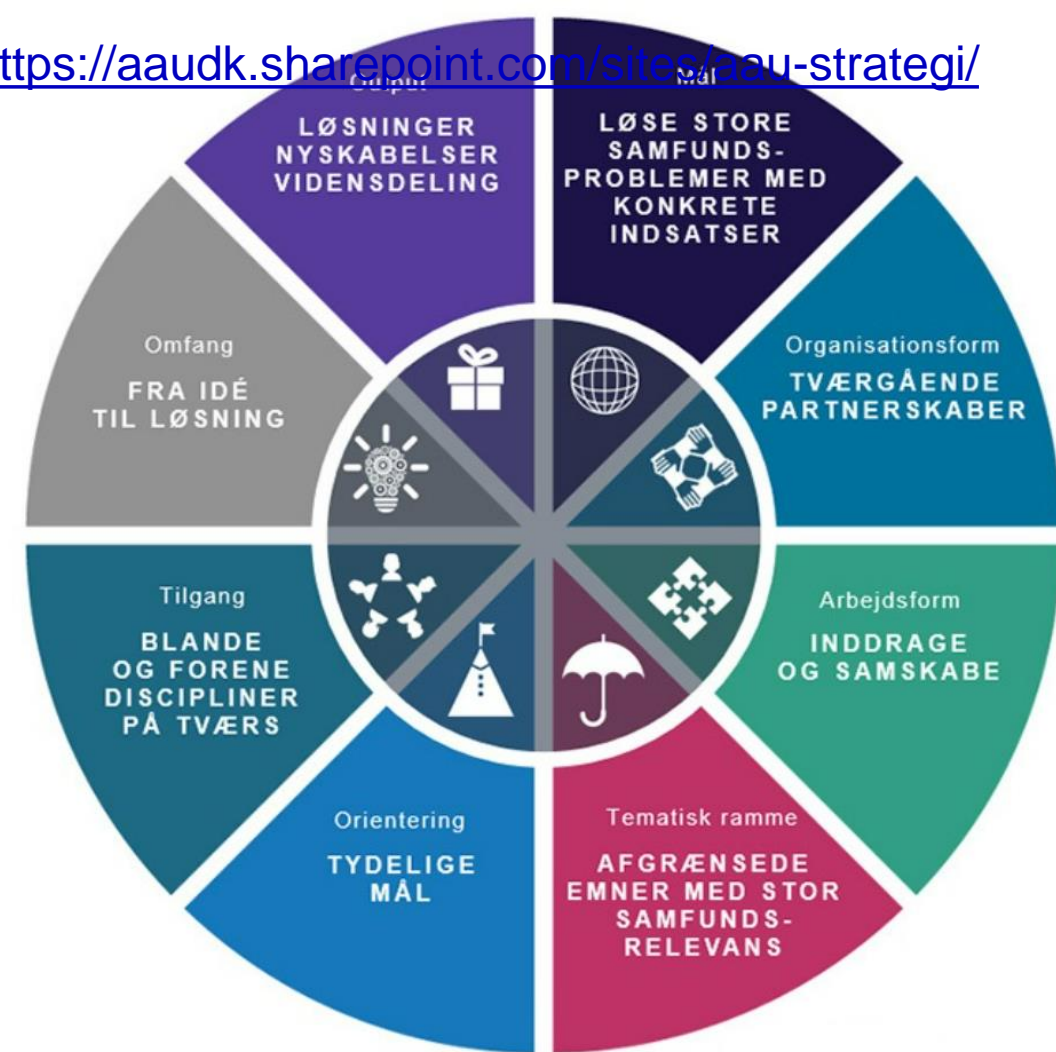 ttps://aaudk.sharepoint.com/sites/aau-strategi/
Output
LØSNINGER
NYSKABELSER
VIDENSDELING
Mål
LØSE STORE
SAMFUNDS-
PROBLEMER MED
KONKRETE
INDSATSER
Organisationsform
TVÆRGÅENDE
PARTNERSKABER
Arbejdsform
INDDRAGE
OG SAMSKABE
Tematisk ramme
AFGRÆNSEDE
EMNER MED STOR
SAMFUNDS-
RELEVANS
Orientering
TYDELIGE
MÅL
Tilgang
BLANDE
OG FORENE
DISCIPLINER
PÅ TVÆRS
Omfang
FRA IDÉ
TIL LØSNING